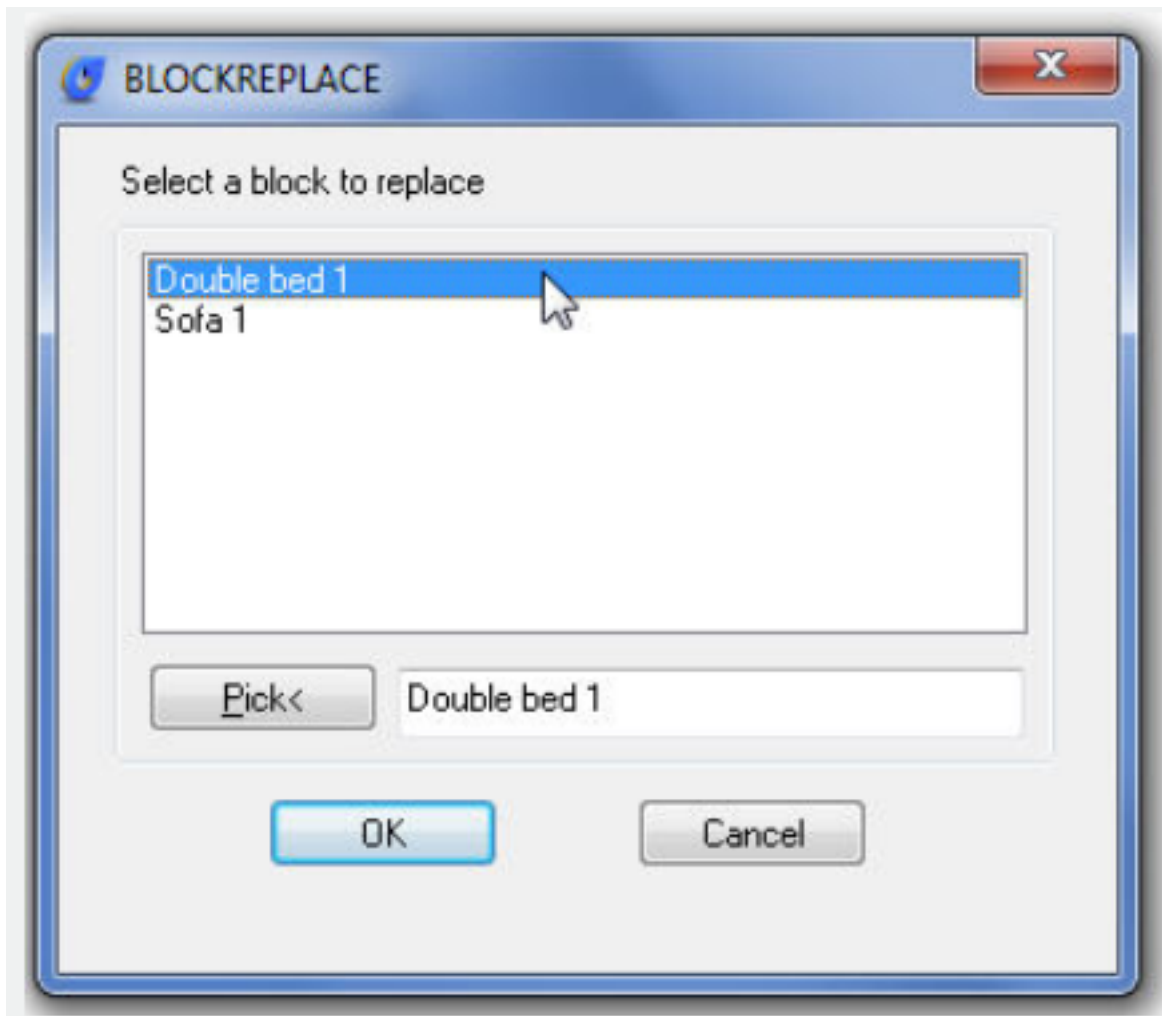 BLOCKREPLACE
Select a block to replace
Double bed 1
Sofa 1
Pick< Double bed 1
OK Cancel